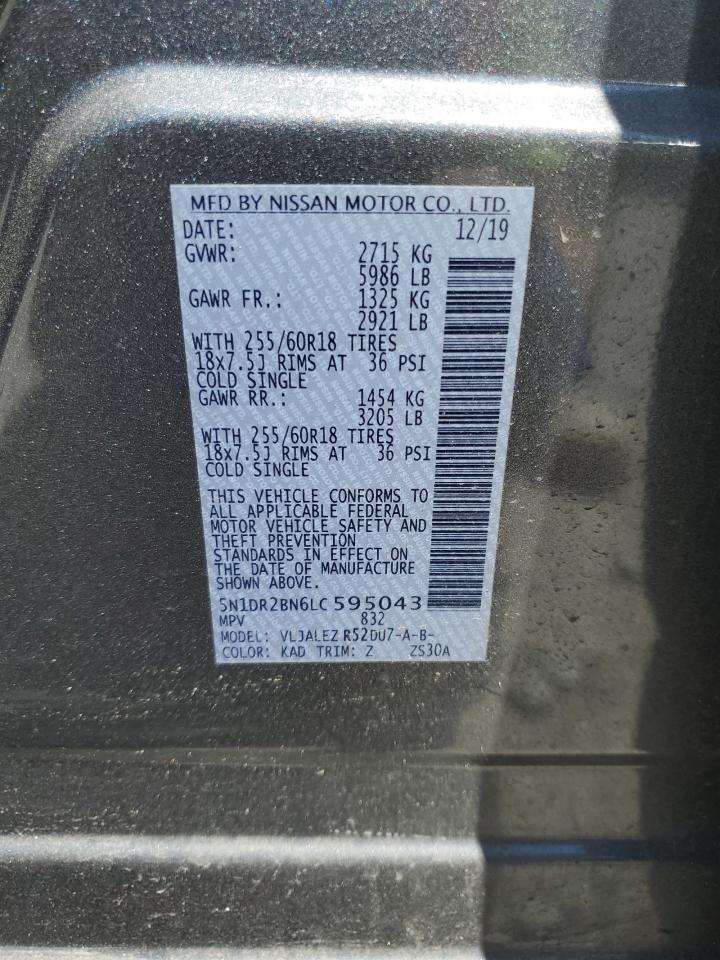 MFD BY NISSAN MOTOR CO., LTD.
DATE: 12/19
GVWR: 2715 KG
5986 LB
GAWR FR.: 1325 KG
2921 LB
WITH 255/60R18 TIRES
18x7.5J RIMS AT 36 PSI
COLD SINGLE
GAWR RR.: 1454 KG
3205 LB
WITH 255/60R18 TIRES
18x7.5J RIMS AT 36 PSI
COLD SINGLE
THIS VEHICLE CONFORMS TO
ALL APPLICABLE FEDERAL
MOTOR VEHICLE SAFETY AND
THEFT PREVENTION
STANDARDS IN EFFECT ON
THE DATE OF MANUFACTURE
SHOWN ABOVE.
5N1DR2BN6LC595043
MPV 832
MODEL: VLJALEZ R52DU7-A-B-
COLOR: KAD TRIM: Z ZS30A